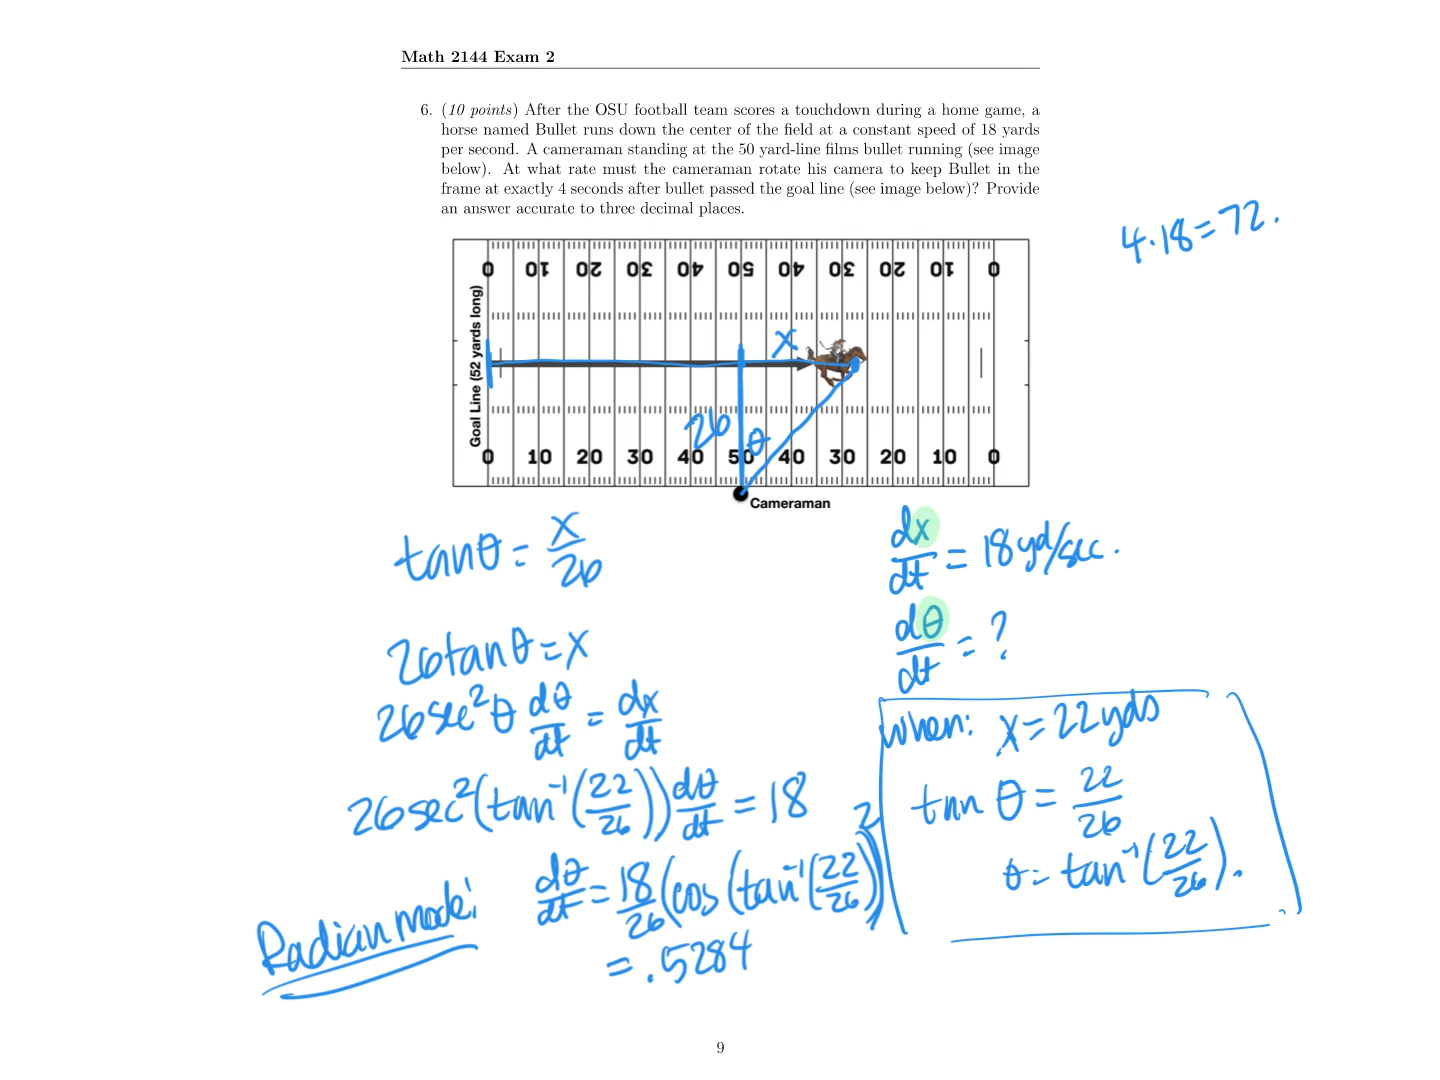 Math 2144 Exam 2
6. (10 points) After the OSU football team scores a touchdown during a home game, a
horse named Bullet runs down the center of the field at a constant speed of 18 yards
per second. A cameraman standing at the 50 yard-line films bullet running (see image
below). At what rate must the cameraman rotate his camera to keep Bullet in the
frame at exactly 4 seconds after bullet passed the goal line (see image below)? Provide
an answer accurate to three decimal places.
4·18=72.
0 10 20 30 40 50 40 30 20 10 0
Goal Line (52 yards long)
x
26 θ
0 10 20 30 40 50 40 30 20 10 0
Cameraman
tanθ = x/26
dx/dt = 18 yd/sec.
dθ/dt = ?
26tanθ = x
26sec²θ dθ/dt = dx/dt
when: x = 22yds
26sec²(tan⁻¹(22/26)) dθ/dt = 18
tan θ = 22/26
θ = tan⁻¹(22/26).
dθ/dt = 18/26 (cos(tan⁻¹(22/26))²
Radian mode!
= .5284
9